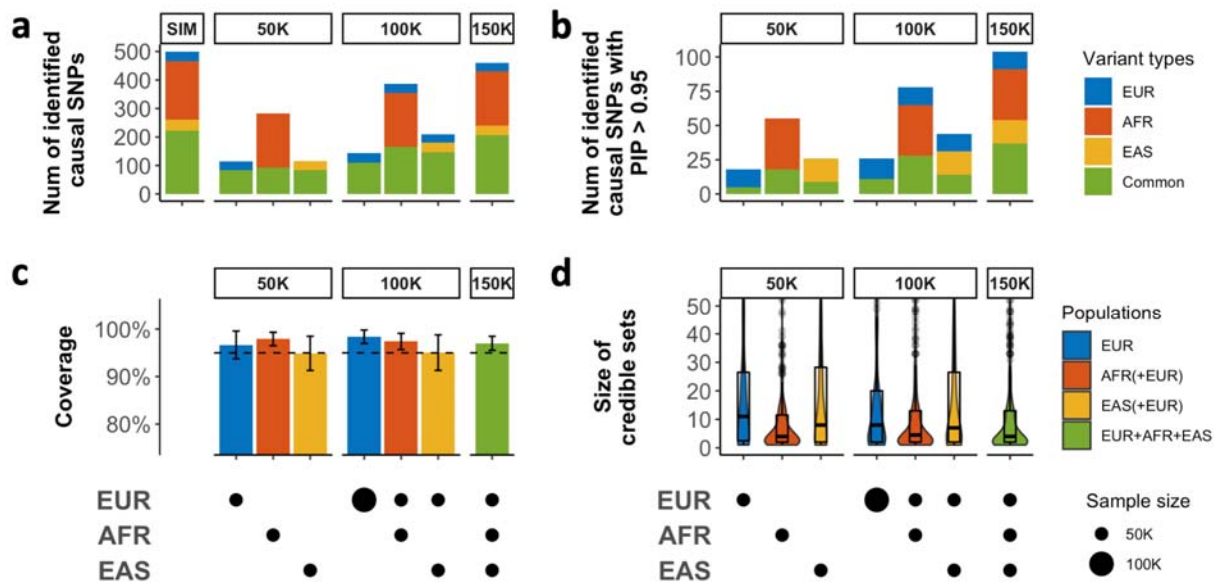 a
SIM
50K
100K
150K
Num of identified
causal SNPs
500
400
300
200
100
0
b
50K
100K
150K
Num of identified
causal SNPs with
PIP > 0.95
100
75
50
25
0
Variant types
EUR
AFR
EAS
Common
c
50K
100K
150K
Coverage
100%
90%
80%
EUR
AFR
EAS
d
50K
100K
150K
Size of
credible sets
50
40
30
20
10
0
EUR
AFR
EAS
Populations
EUR
AFR(+EUR)
EAS(+EUR)
EUR+AFR+EAS
Sample size
50K
100K